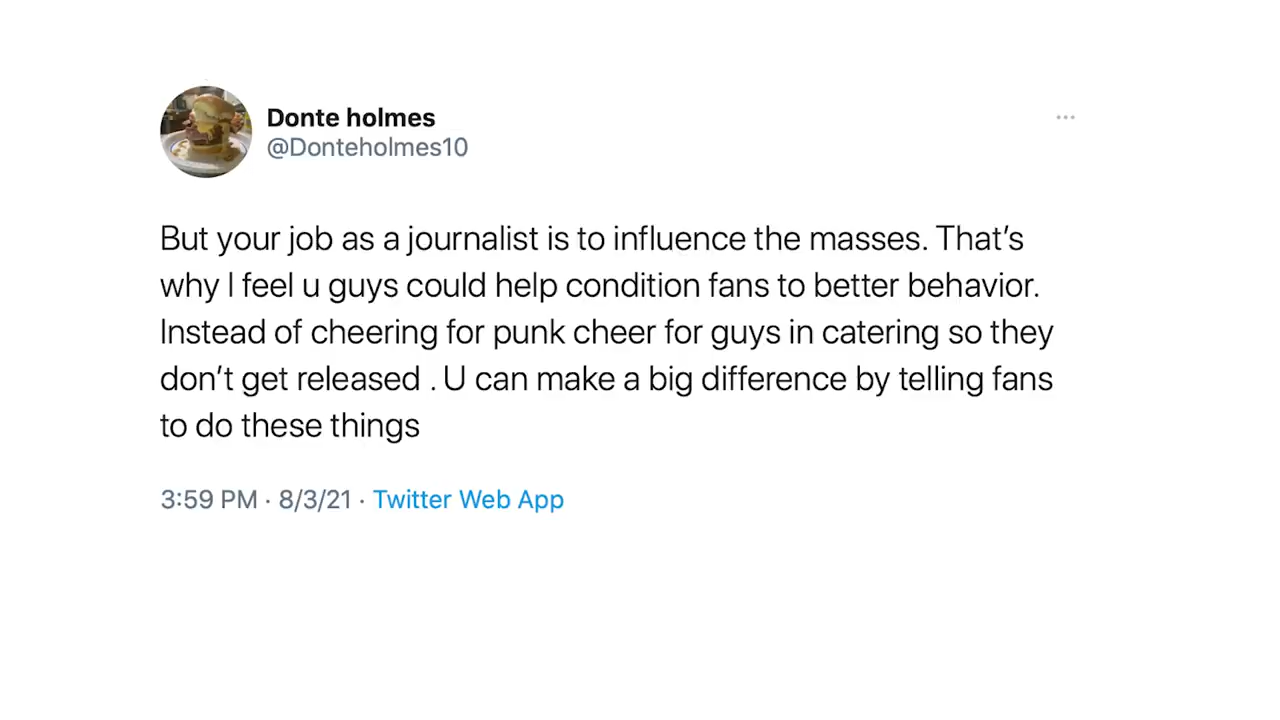 Donte holmes
@Donteholmes10
But your job as a journalist is to influence the masses. That’s
why I feel u guys could help condition fans to better behavior.
Instead of cheering for punk cheer for guys in catering so they
don’t get released . U can make a big difference by telling fans
to do these things
3:59 PM · 8/3/21 · Twitter Web App